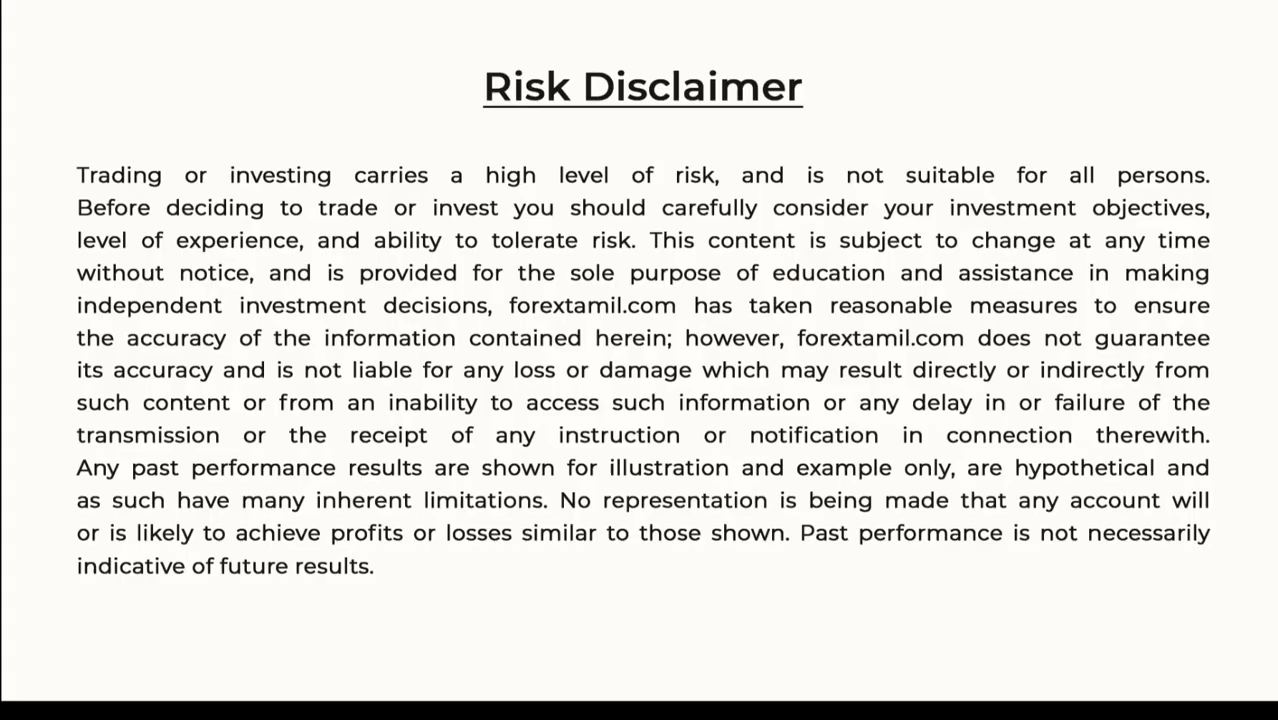 Risk Disclaimer
Trading or investing carries a high level of risk, and is not suitable for all persons.
Before deciding to trade or invest you should carefully consider your investment objectives,
level of experience, and ability to tolerate risk. This content is subject to change at any time
without notice, and is provided for the sole purpose of education and assistance in making
independent investment decisions, forextamil.com has taken reasonable measures to ensure
the accuracy of the information contained herein; however, forextamil.com does not guarantee
its accuracy and is not liable for any loss or damage which may result directly or indirectly from
such content or from an inability to access such information or any delay in or failure of the
transmission or the receipt of any instruction or notification in connection therewith.
Any past performance results are shown for illustration and example only, are hypothetical and
as such have many inherent limitations. No representation is being made that any account will
or is likely to achieve profits or losses similar to those shown. Past performance is not necessarily
indicative of future results.